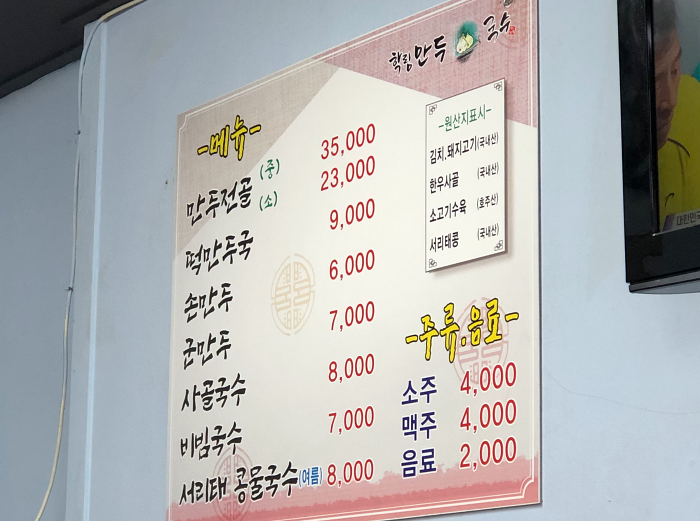 학림만두 국수
-메뉴-
만두전골 (중) 35,000
(소) 23,000
떡만두국 9,000
손만두 6,000
군만두 7,000
사골국수 8,000
비빔국수 7,000
서리태 콩물국수(여름) 8,000
-원산지표시-
김치.돼지고기(국내산)
한우사골 (국내산)
소고기수육 (호주산)
서리태콩 (국내산)
-주류.음료-
소주 4,000
맥주 4,000
음료 2,000